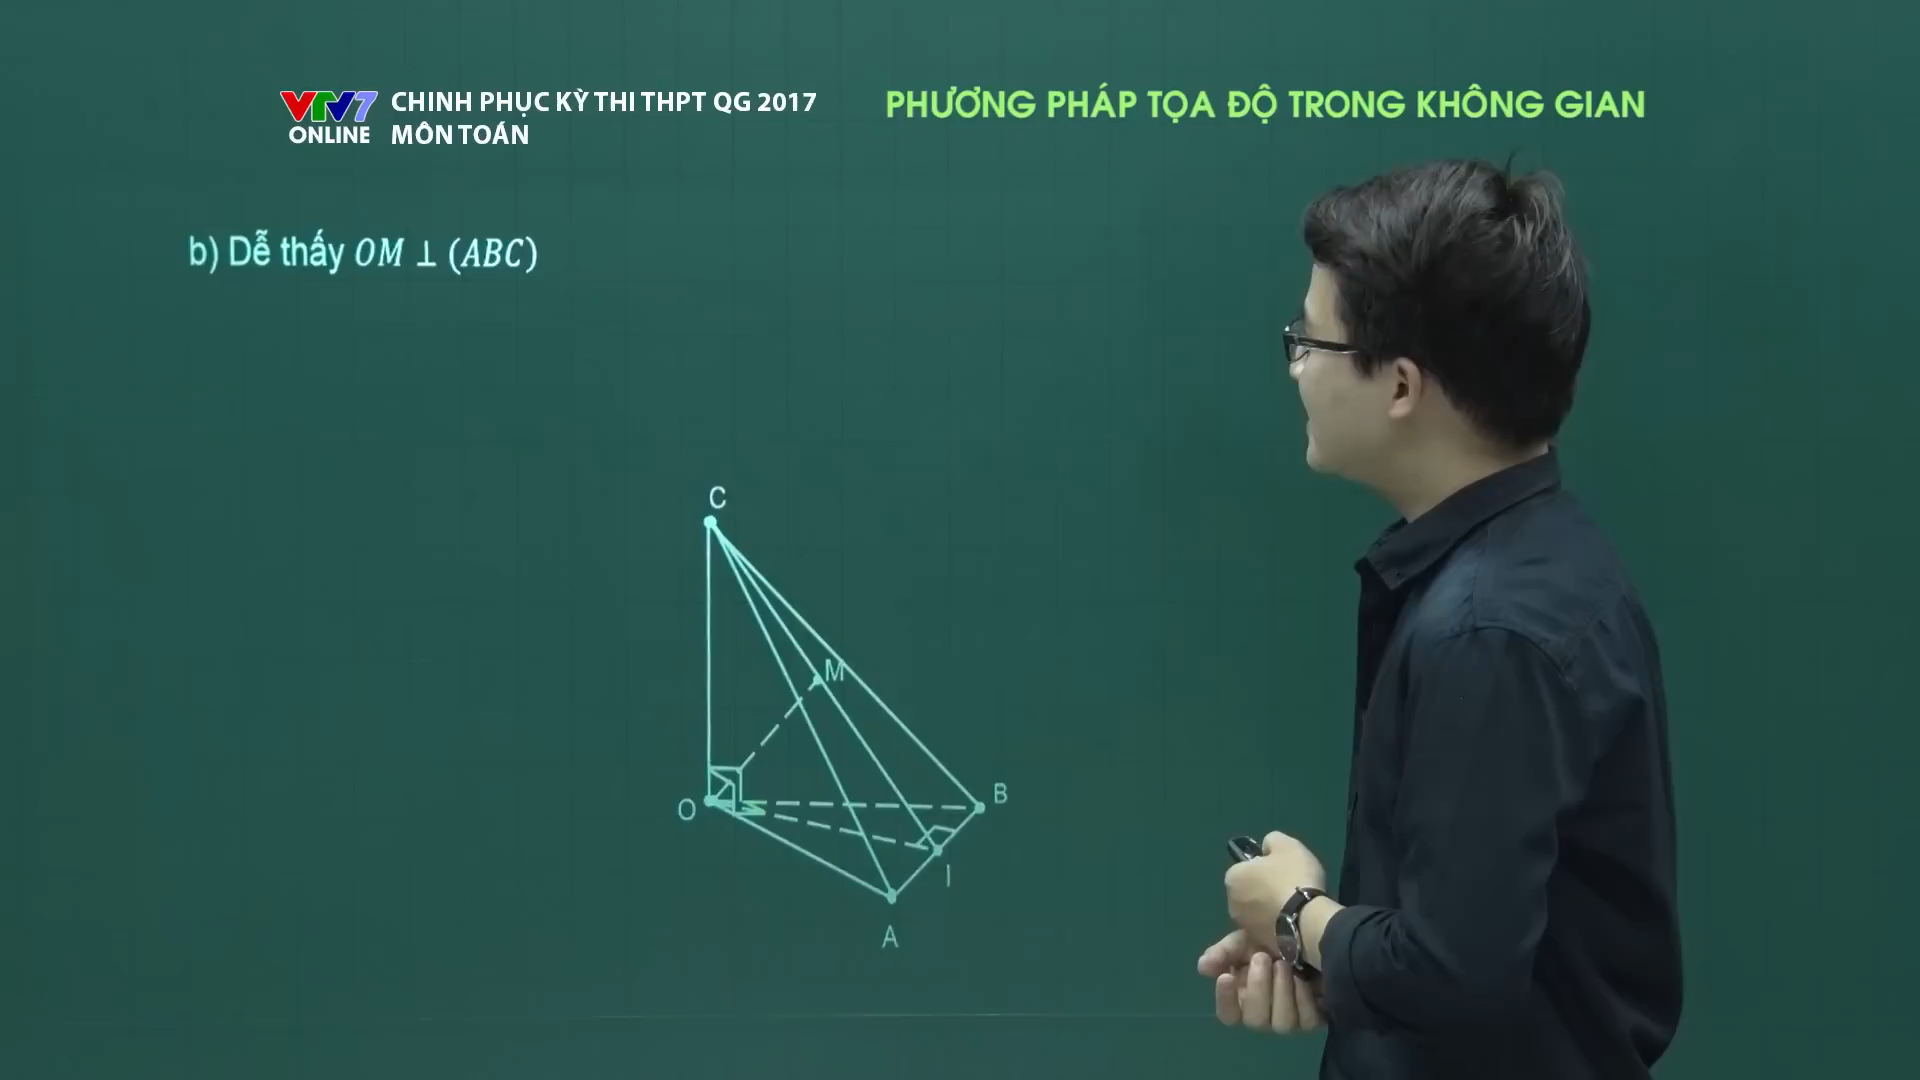 VTV7
ONLINE
CHINH PHỤC KỲ THI THPT QG 2017
MÔN TOÁN
PHƯƠNG PHÁP TỌA ĐỘ TRONG KHÔNG GIAN
b) Dễ thấy OM ⊥ (ABC)
C
M
B
O
I
A